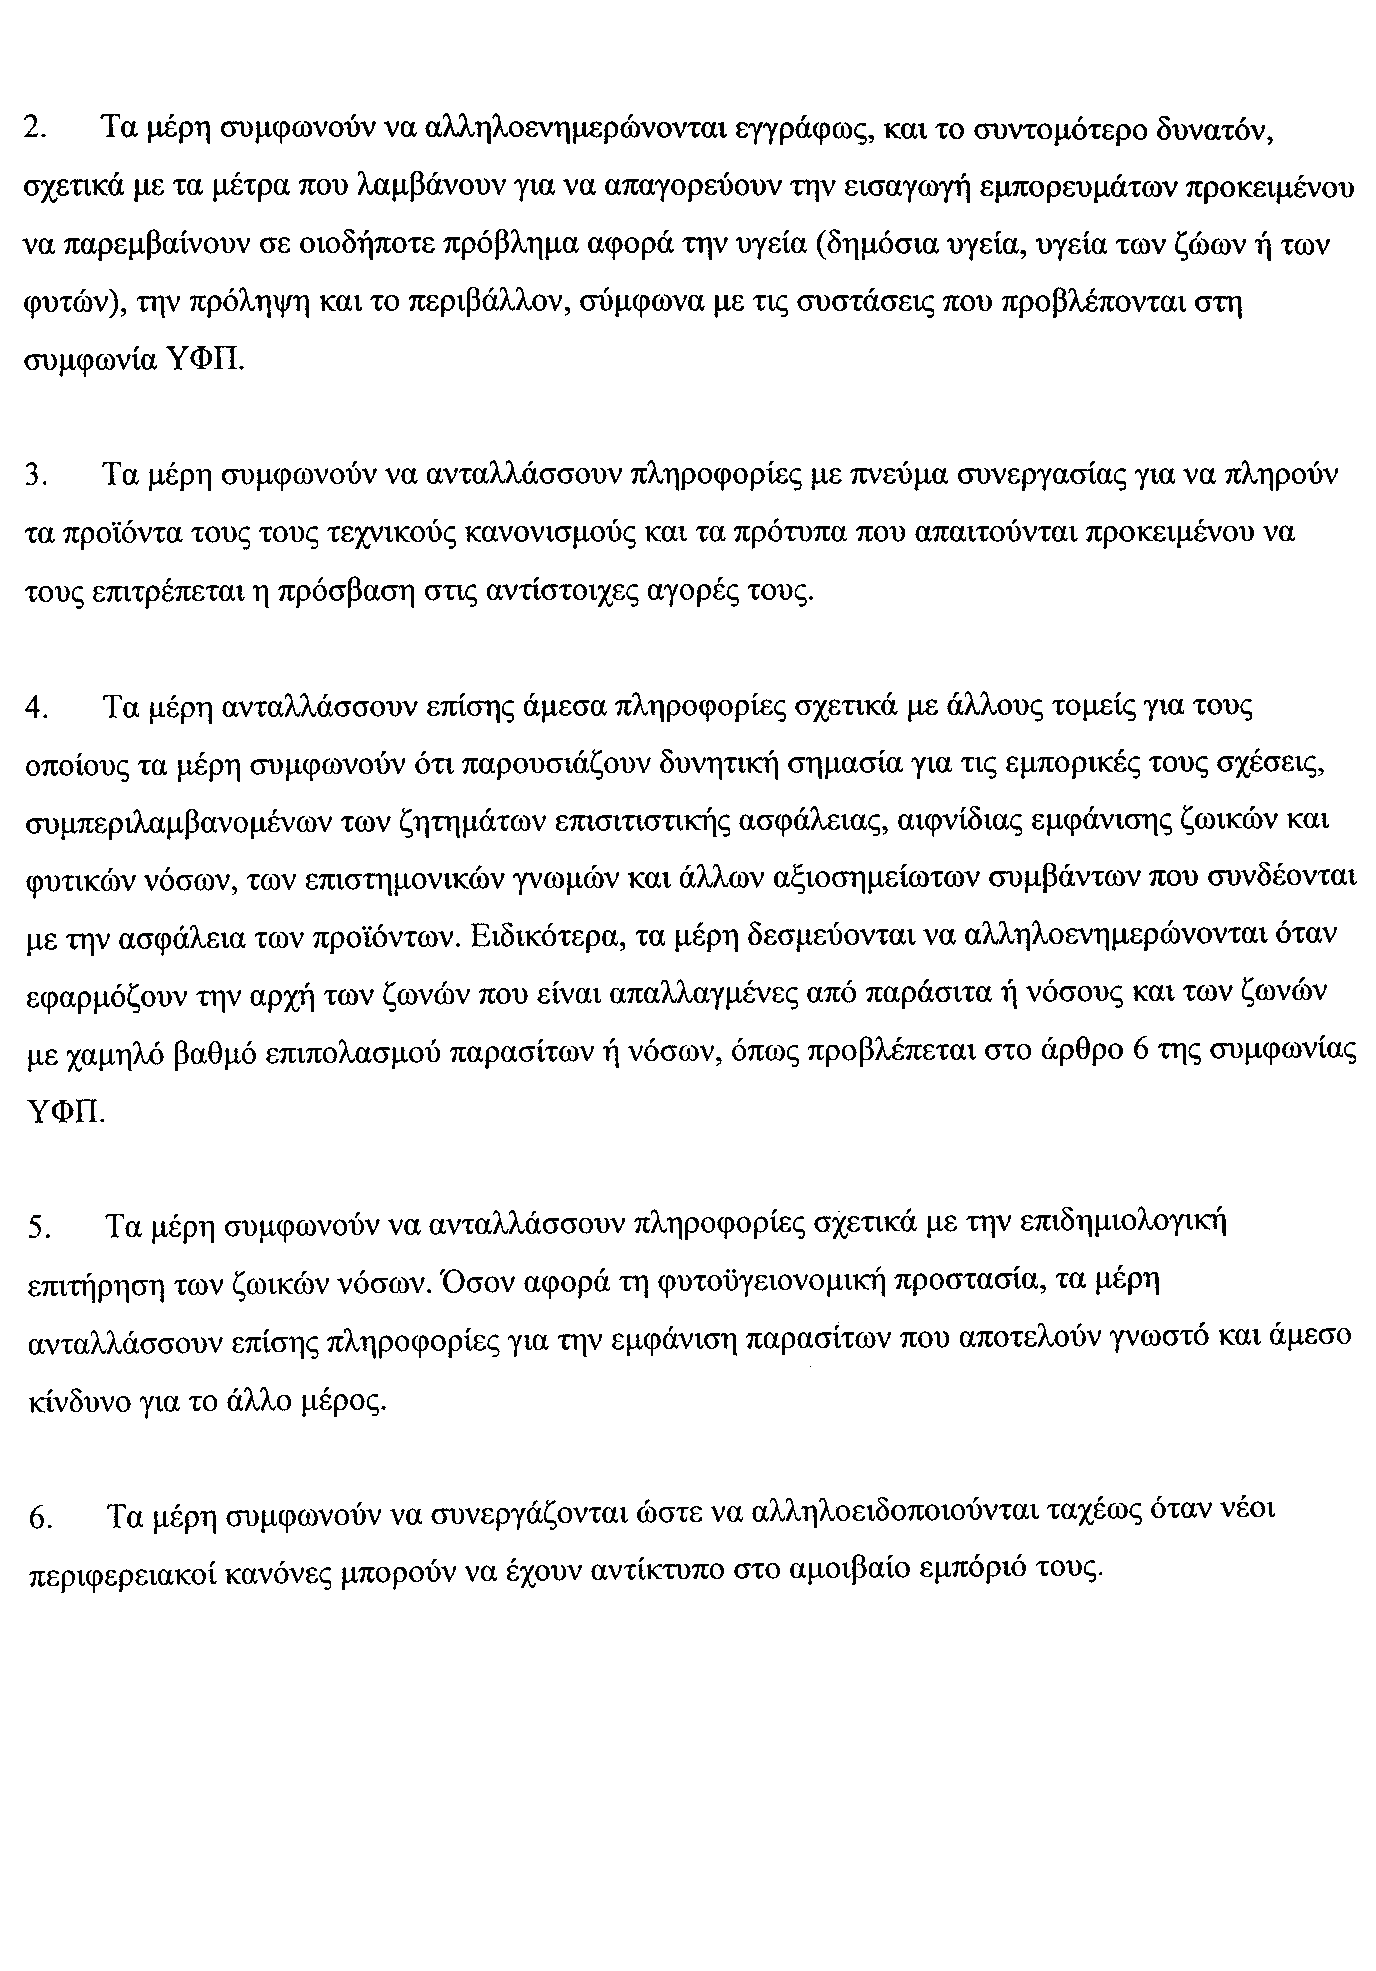 2. Τα μέρη συμφωνούν να αλληλοενημερώνονται εγγράφως, και το συντομότερο δυνατόν,
σχετικά με τα μέτρα που λαμβάνουν για να απαγορεύουν την εισαγωγή εμπορευμάτων προκειμένου
να παρεμβαίνουν σε οιοδήποτε πρόβλημα αφορά την υγεία (δημόσια υγεία, υγεία των ζώων ή των
φυτών), την πρόληψη και το περιβάλλον, σύμφωνα με τις συστάσεις που προβλέπονται στη
συμφωνία ΥΦΠ.
3. Τα μέρη συμφωνούν να ανταλλάσσουν πληροφορίες με πνεύμα συνεργασίας για να πληρούν
τα προϊόντα τους τους τεχνικούς κανονισμούς και τα πρότυπα που απαιτούνται προκειμένου να
τους επιτρέπεται η πρόσβαση στις αντίστοιχες αγορές τους.
4. Τα μέρη ανταλλάσσουν επίσης άμεσα πληροφορίες σχετικά με άλλους τομείς για τους
οποίους τα μέρη συμφωνούν ότι παρουσιάζουν δυνητική σημασία για τις εμπορικές τους σχέσεις,
συμπεριλαμβανομένων των ζητημάτων επισιτιστικής ασφάλειας, αιφνίδιας εμφάνισης ζωικών και
φυτικών νόσων, των επιστημονικών γνωμών και άλλων αξιοσημείωτων συμβάντων που συνδέονται
με την ασφάλεια των προϊόντων. Ειδικότερα, τα μέρη δεσμεύονται να αλληλοενημερώνονται όταν
εφαρμόζουν την αρχή των ζωνών που είναι απαλλαγμένες από παράσιτα ή νόσους και των ζωνών
με χαμηλό βαθμό επιπολασμού παρασίτων ή νόσων, όπως προβλέπεται στο άρθρο 6 της συμφωνίας
ΥΦΠ.
5. Τα μέρη συμφωνούν να ανταλλάσσουν πληροφορίες σχετικά με την επιδημιολογική
επιτήρηση των ζωικών νόσων. Όσον αφορά τη φυτοϋγειονομική προστασία, τα μέρη
ανταλλάσσουν επίσης πληροφορίες για την εμφάνιση παρασίτων που αποτελούν γνωστό και άμεσο
κίνδυνο για το άλλο μέρος.
6. Τα μέρη συμφωνούν να συνεργάζονται ώστε να αλληλοειδοποιούνται ταχέως όταν νέοι
περιφερειακοί κανόνες μπορούν να έχουν αντίκτυπο στο αμοιβαίο εμπόριό τους.